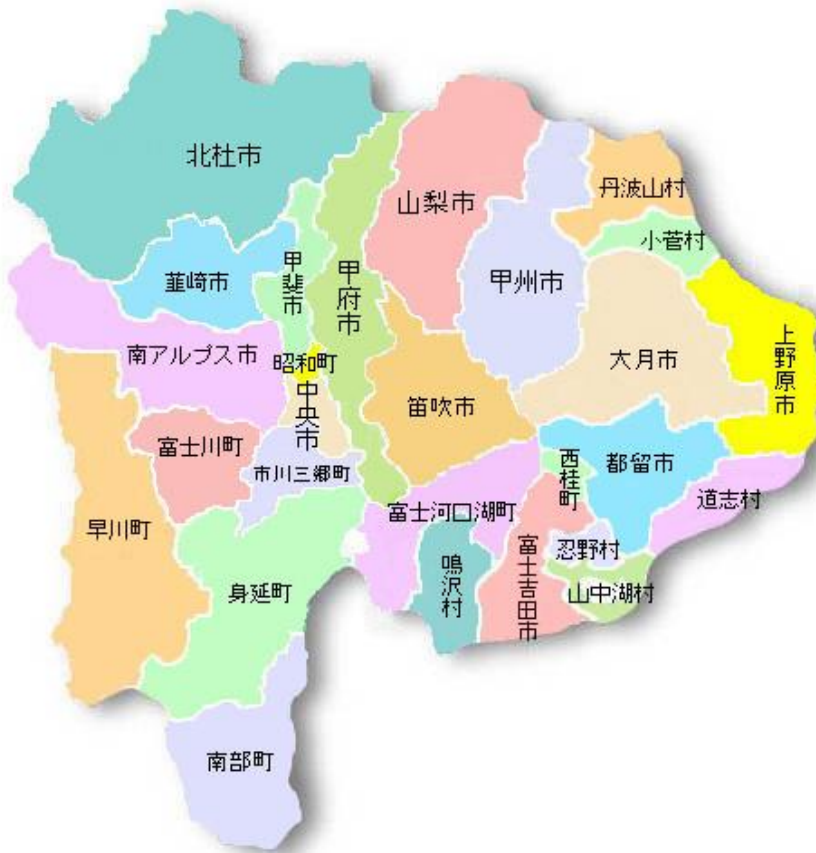 北杜市
山梨市
丹波山村
小菅村
韮崎市
甲斐市
甲府市
甲州市
上野原市
南アルプス市
昭和町
大月市
中央市
笛吹市
富士川町
市川三郷町
西桂町
都留市
道志村
早川町
富士河口湖町
忍野村
鳴沢村
富士吉田市
山中湖村
身延町
南部町